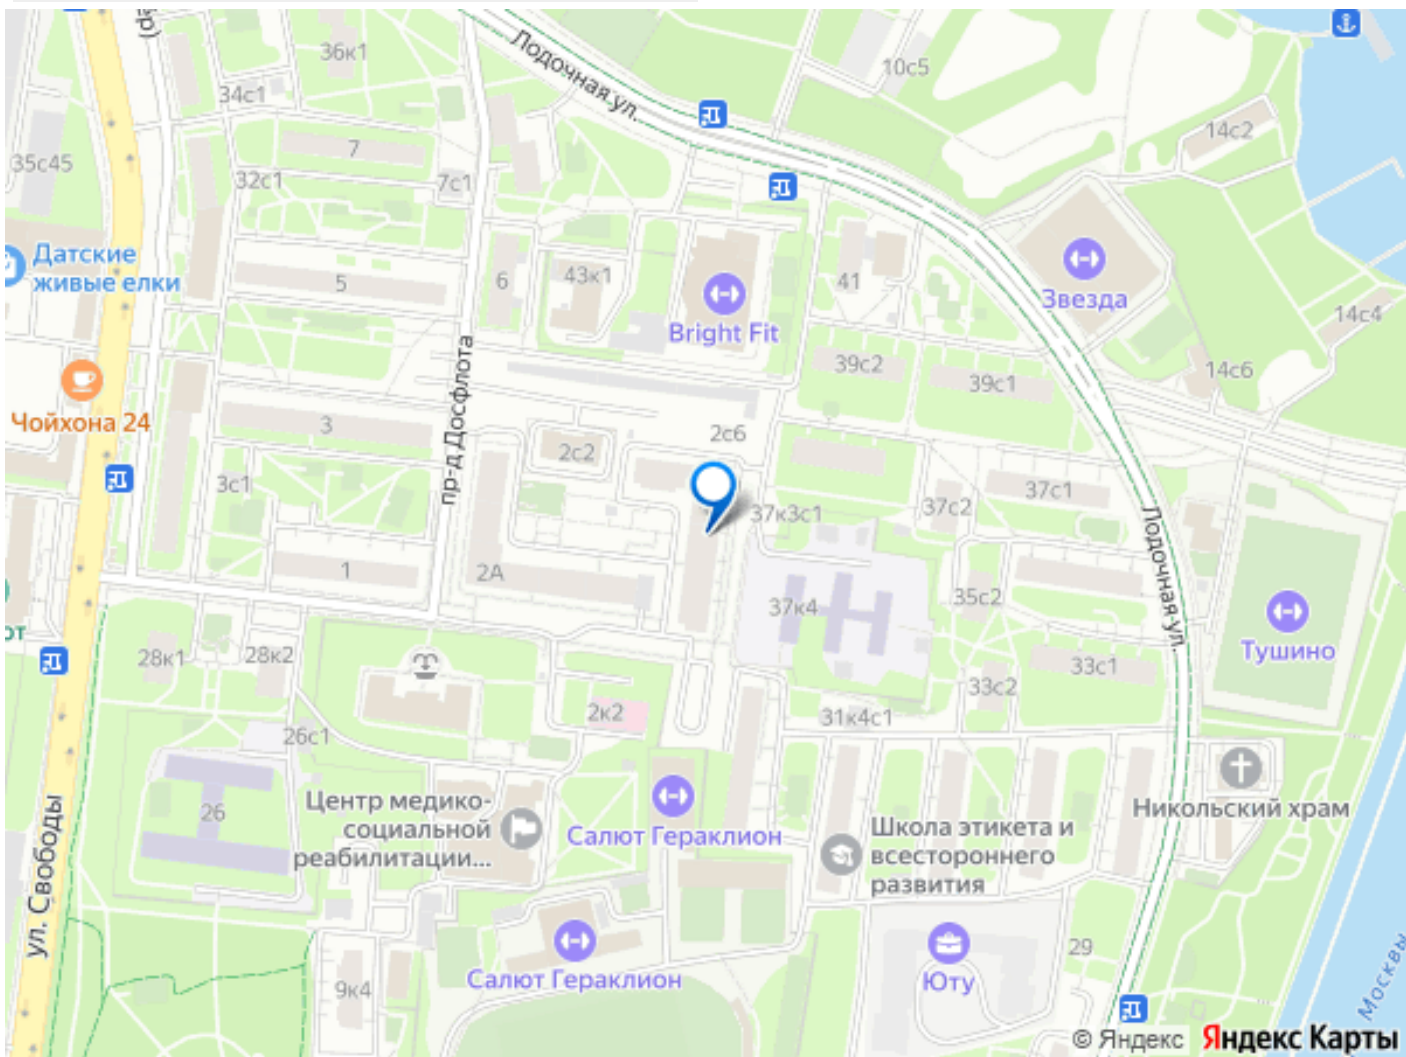 36к1
Лодочная ул.
10с5
34с1
14с2
7
35с45
32с1
7с1
Датские
живые елки
5
6
43к1
Bright Fit
41
Звезда
14с4
39с2
39с1
14с6
Чойхона 24
3
пр-д Досфлота
2с6
2с2
3с1
37к3с1
37с2
37с1
Лодочная ул.
1
2А
37к4
35с2
Тушино
28к1
28к2
33с1
33с2
2к2
31к4с1
26с1
Никольский храм
26
Центр медико-
социальной
реабилитации...
Салют Гераклион
Школа этикета и
всестороннего
развития
ул. Свободы
Салют Гераклион
Юту
29
9к4
Москвы
© Яндекс Яндекс Карты